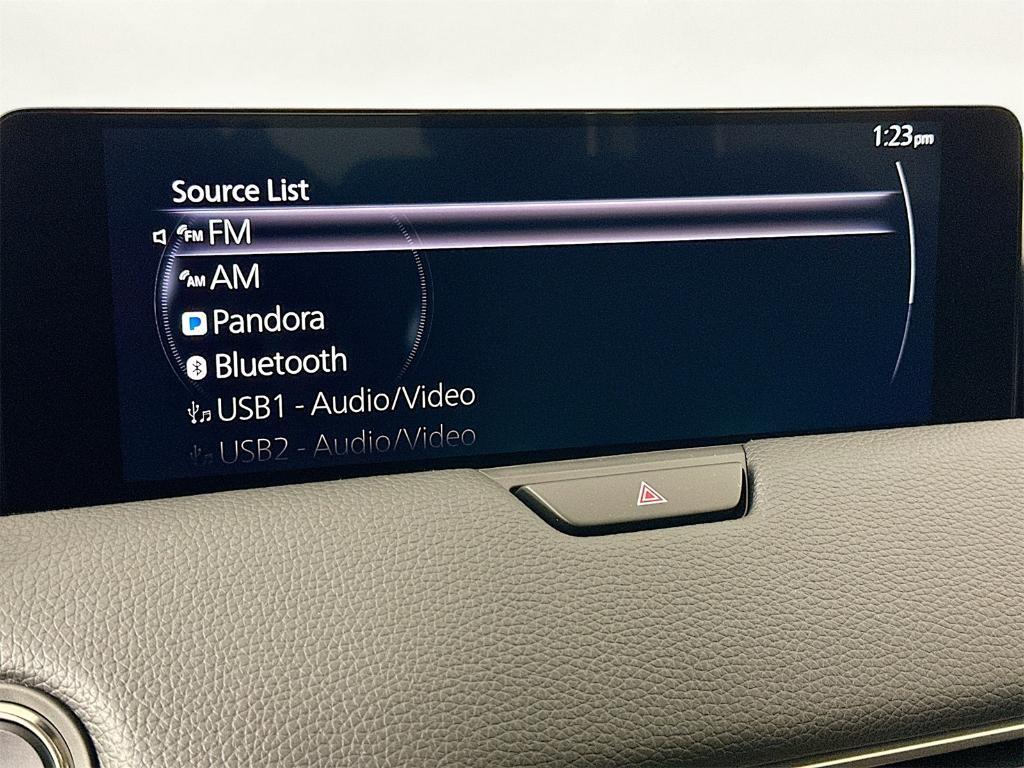 1:23pm
Source List
FM FM
AM AM
Pandora
Bluetooth
USB1 - Audio/Video
USB2 - Audio/Video